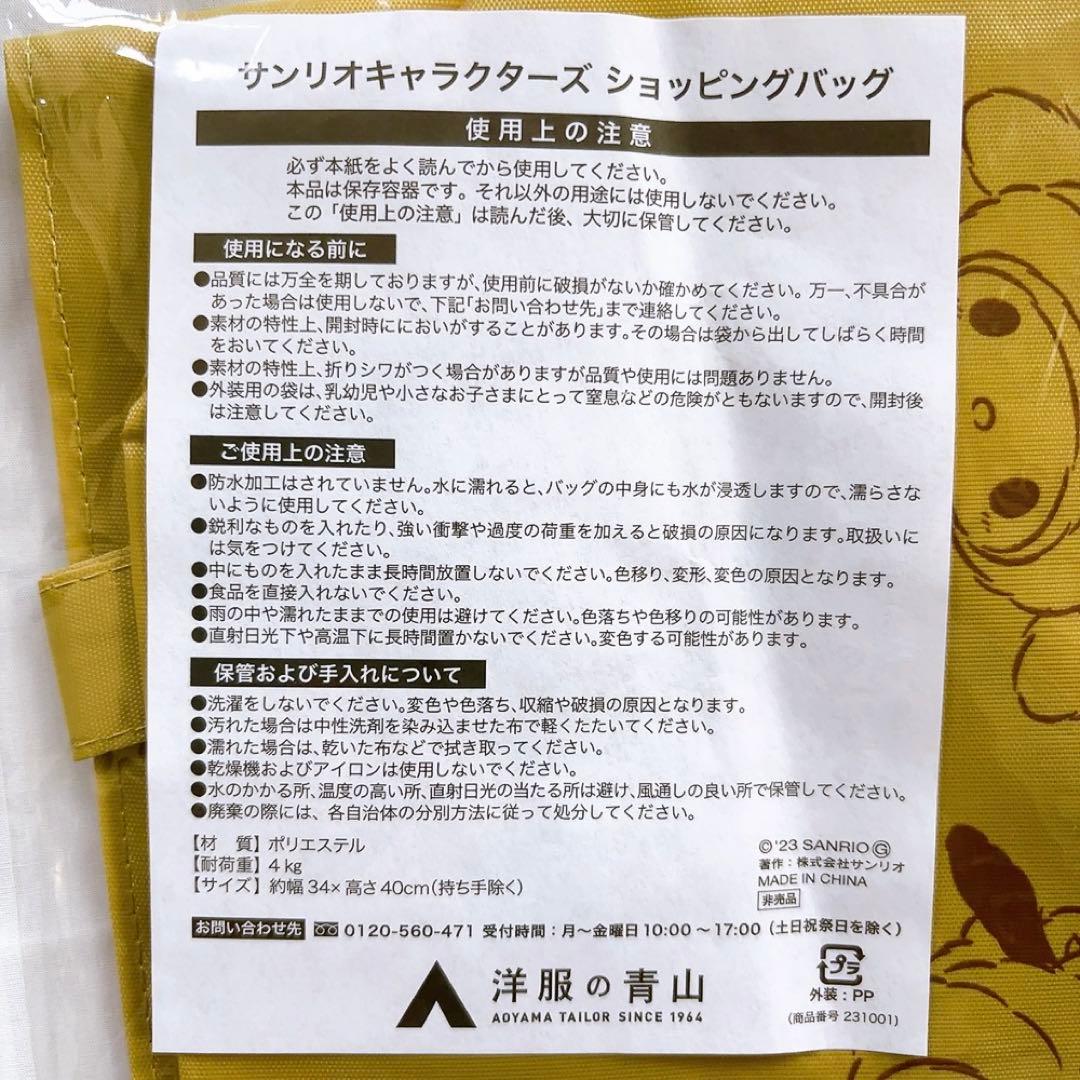 サンリオキャラクターズ ショッピングバッグ
使用上の注意
必ず本紙をよく読んでから使用してください。
本品は保存容器です。それ以外の用途には使用しないでください。
この「使用上の注意」は読んだ後、大切に保管してください。
使用になる前に
●品質には万全を期しておりますが、使用前に破損がないか確かめてください。万一、不具合が
あった場合は使用しないで、下記「お問い合わせ先」まで連絡してください。
●素材の特性上、開封時ににおいがすることがあります。その場合は袋から出してしばらく時間
をおいてください。
●素材の特性上、折りシワがつく場合がありますが品質や使用には問題ありません。
●外装用の袋は、乳幼児や小さなお子さまにとって窒息などの危険がともないますので、開封後
は注意してください。
ご使用上の注意
●防水加工はされていません。水に濡れると、バッグの中身にも水が浸透しますので、濡らさな
いように使用してください。
●鋭利なものを入れたり、強い衝撃や過度の荷重を加えると破損の原因になります。取扱いに
は気をつけてください。
●中にものを入れたまま長時間放置しないでください。色移り、変形、変色の原因となります。
●食品を直接入れないでください。
●雨の中や濡れたままでの使用は避けてください。色落ちや色移りの可能性があります。
●直射日光下や高温下に長時間置かないでください。変色する可能性があります。
保管および手入れについて
●洗濯をしないでください。変色や色落ち、収縮や破損の原因となります。
●汚れた場合は中性洗剤を染み込ませた布で軽くたたいてください。
●濡れた場合は、乾いた布などで拭き取ってください。
●乾燥機およびアイロンは使用しないでください。
●水のかかる所、温度の高い所、直射日光の当たる所は避け、風通しの良い所で保管してください。
●廃棄の際には、各自治体の分別方法に従って処分してください。
【材　質】ポリエステル
【耐荷重】4kg
【サイズ】約幅34×高さ40cm(持ち手除く)
©'23 SANRIO Ⓖ
著作：株式会社サンリオ
MADE IN CHINA
非売品
お問い合わせ先 0120-560-471 受付時間：月〜金曜日10:00〜17:00（土日祝祭日を除く）
洋服の青山
AOYAMA TAILOR SINCE 1964
プラ
外装：PP
(商品番号 231001)